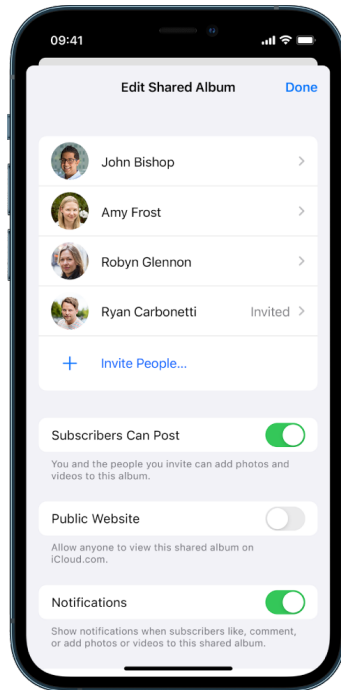 09:41
Edit Shared Album Done
John Bishop
Amy Frost
Robyn Glennon
Ryan Carbonetti Invited
Invite People...
Subscribers Can Post
You and the people you invite can add photos and
videos to this album.
Public Website
Allow anyone to view this shared album on
iCloud.com.
Notifications
Show notifications when subscribers like, comment,
or add photos or videos to this shared album.